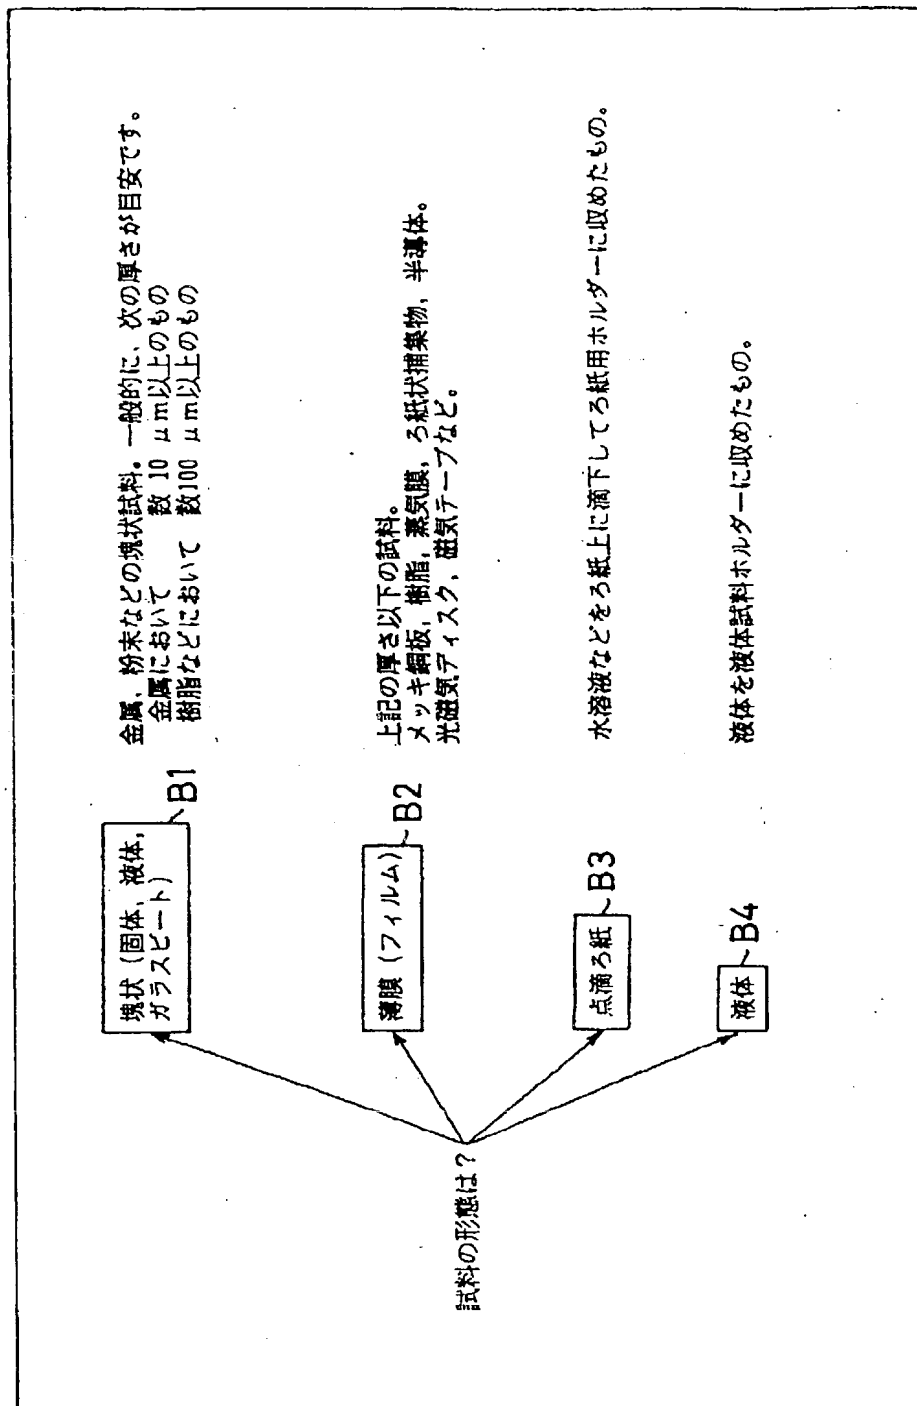 試料の形態は？
塊状 (固体, 液体,
ガラスビート)
B1
金属, 粉末などの塊状試料。一般的に、次の厚さが目安です。
金属において 数 10 μm以上のもの
樹脂などにおいて 数100 μm以上のもの
薄膜 (フィルム)
B2
上記の厚さ以下の試料。
メッキ鋼板, 樹脂, 蒸気膜, ろ紙状捕集物, 半導体。
光磁気ディスク, 磁気テープなど。
点滴ろ紙
B3
水溶液などをろ紙上に滴下してろ紙用ホルダーに収めたもの。
液体
B4
液体を液体試料ホルダーに収めたもの。